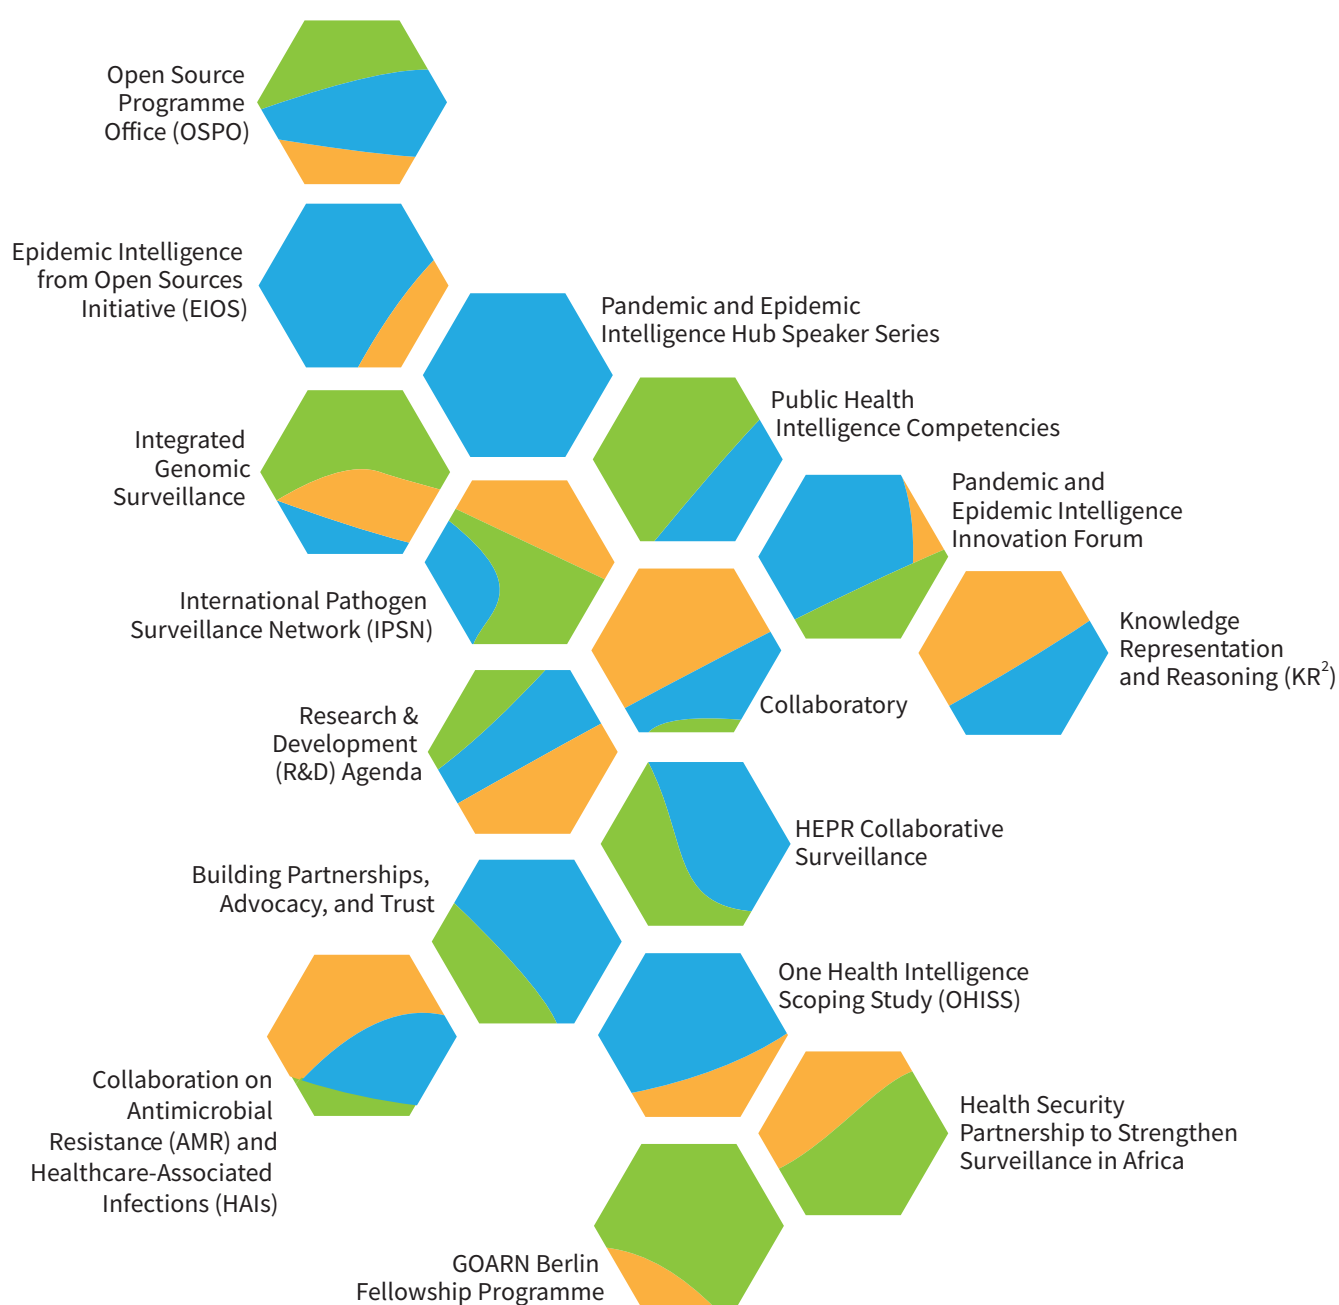 Open Source
Programme
Office (OSPO)
Epidemic Intelligence
from Open Sources
Initiative (EIOS)
Pandemic and Epidemic
Intelligence Hub Speaker Series
Public Health
Intelligence Competencies
Integrated
Genomic
Surveillance
Pandemic and
Epidemic Intelligence
Innovation Forum
International Pathogen
Surveillance Network (IPSN)
Knowledge
Representation
and Reasoning (KR²)
Collaboratory
Research &
Development
(R&D) Agenda
HEPR Collaborative
Surveillance
Building Partnerships,
Advocacy, and Trust
One Health Intelligence
Scoping Study (OHISS)
Collaboration on
Antimicrobial
Resistance (AMR) and
Healthcare-Associated
Infections (HAIs)
Health Security
Partnership to Strengthen
Surveillance in Africa
GOARN Berlin
Fellowship Programme